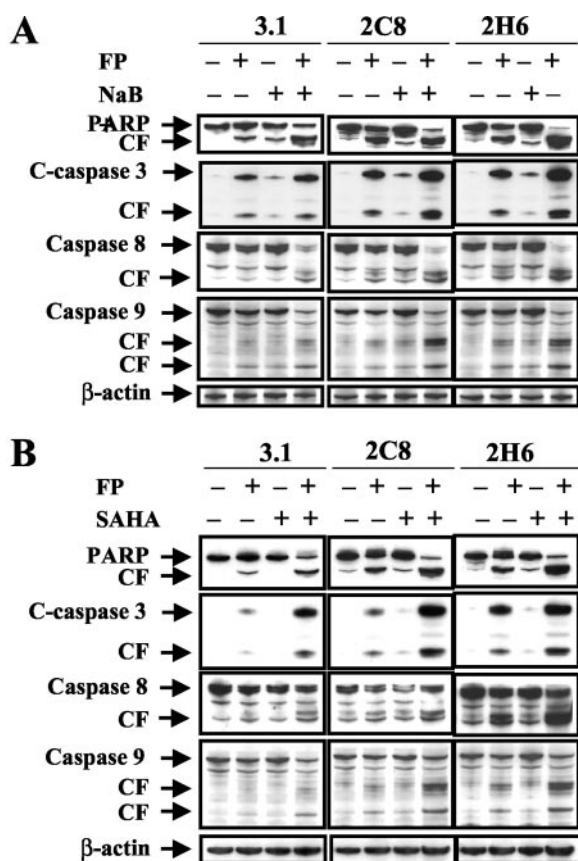 A
3.1 2C8 2H6
FP – + – + – + – + – + – +
NaB – – + + – – + + – – + –
PARP
CF
C-caspase 3
CF
Caspase 8
CF
Caspase 9
CF
CF
β-actin
B
3.1 2C8 2H6
FP – + – + – + – + – + – +
SAHA – – + + – – + + – – + +
PARP
CF
C-caspase 3
CF
Caspase 8
CF
Caspase 9
CF
CF
β-actin